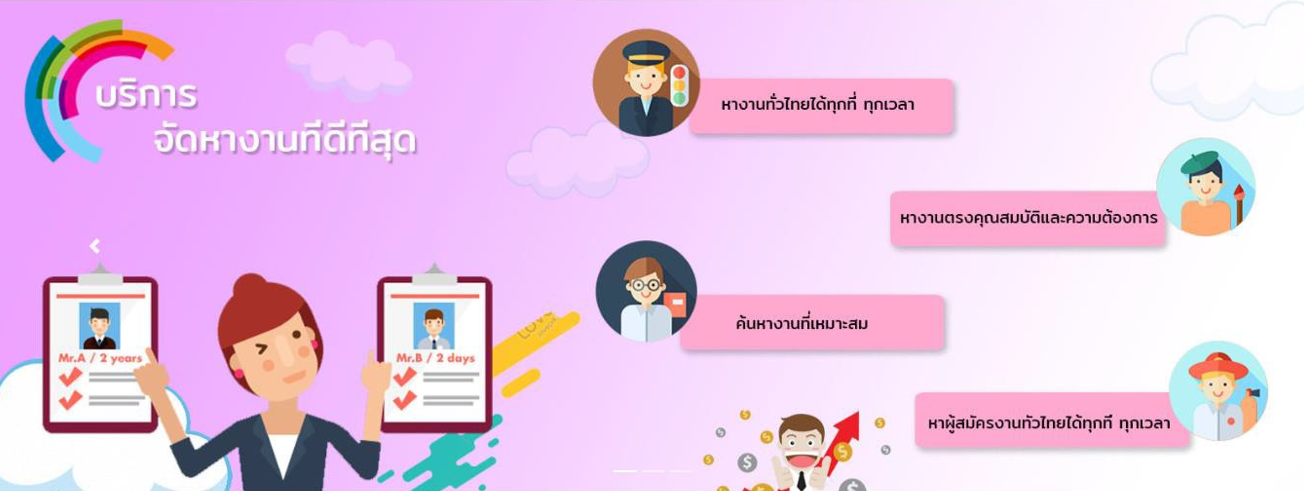 บริการ
จัดหางานที่ดีที่สุด
หางานทั่วไทยได้ทุกที่ ทุกเวลา
หางานตรงคุณสมบัติและความต้องการ
ค้นหางานที่เหมาะสม
หาผู้สมัครงานทั่วไทยได้ทุกที่ ทุกเวลา
Mr.A / 2 years
Mr.B / 2 days
LOVE